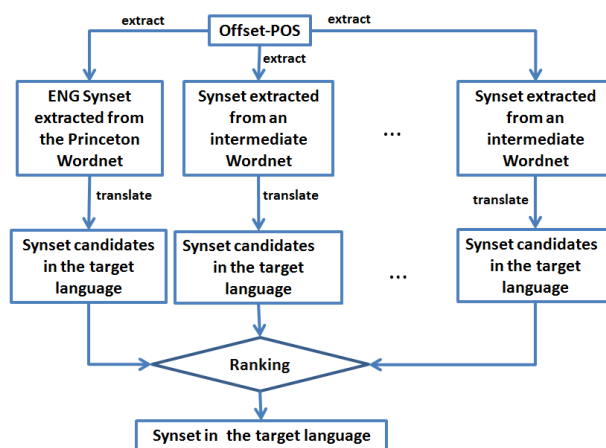 extract
Offset-POS
extract
extract
ENG Synset
extracted from
the Princeton
Wordnet
Synset extracted
from an
intermediate
Wordnet
...
Synset extracted
from an
intermediate
Wordnet
translate
translate
translate
Synset candidates
in the target
language
Synset candidates
in the target
language
...
Synset candidates
in the target
language
Ranking
Synset in the target language